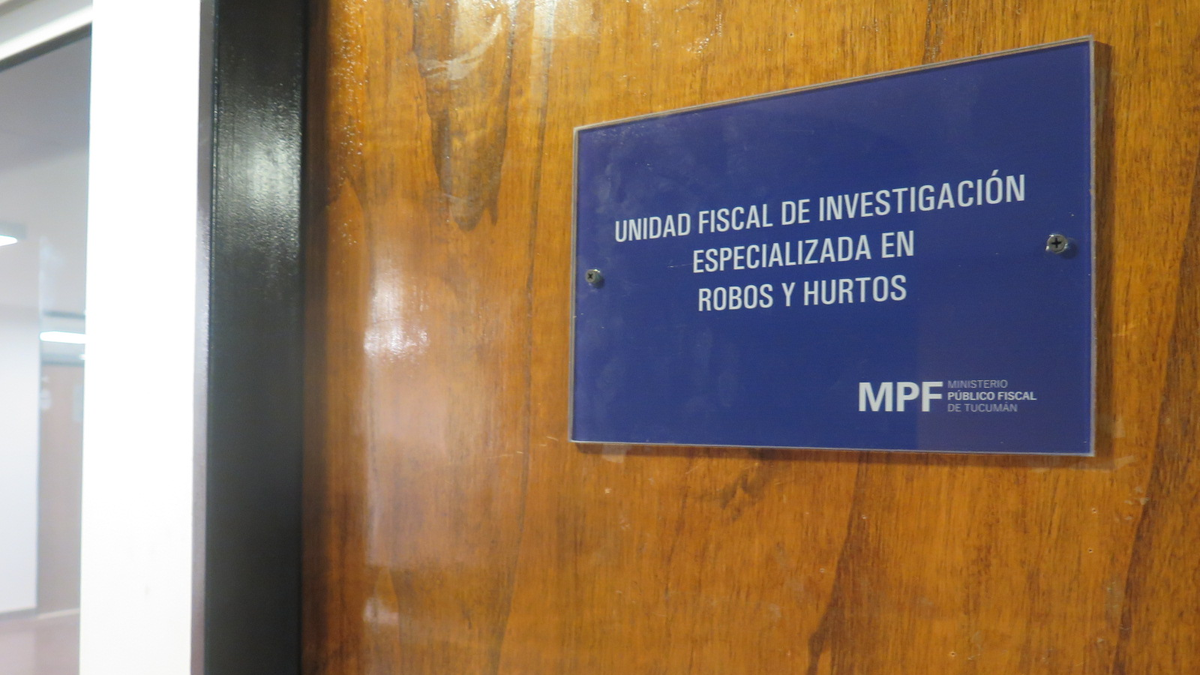 UNIDAD FISCAL DE INVESTIGACIÓN
ESPECIALIZADA EN
ROBOS Y HURTOS
MPF
MINISTERIO
PÚBLICO FISCAL
DE TUCUMÁN